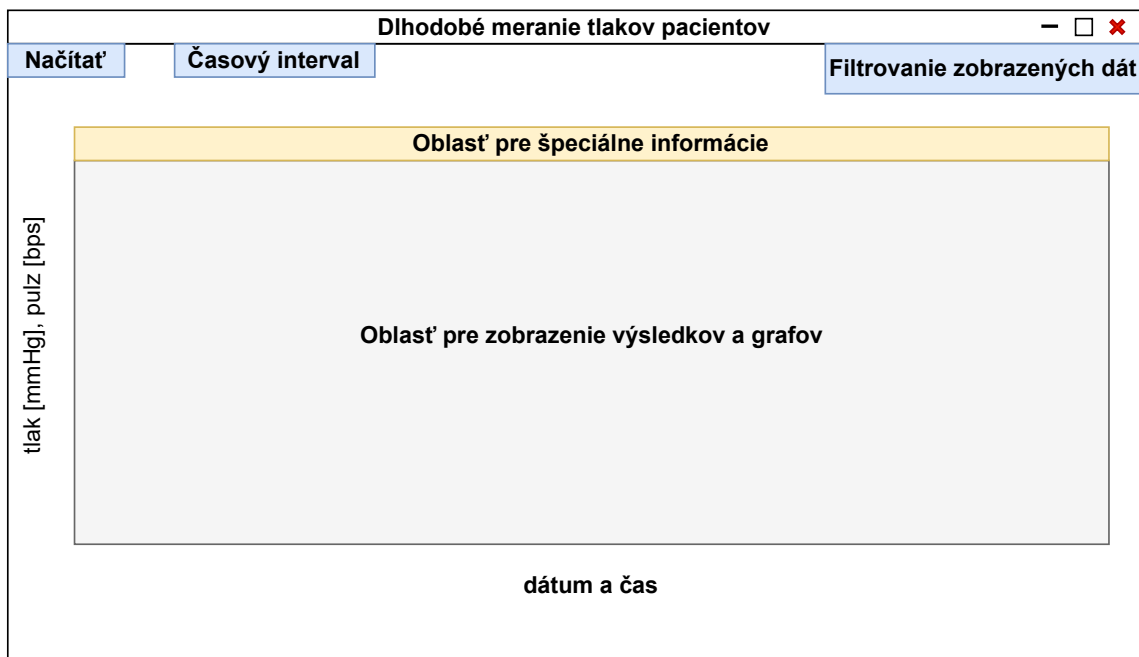 Dlhodobé meranie tlakov pacientov
Načítať
Časový interval
Filtrovanie zobrazených dát
Oblasť pre špeciálne informácie
tlak [mmHg], pulz [bps]
Oblasť pre zobrazenie výsledkov a grafov
dátum a čas